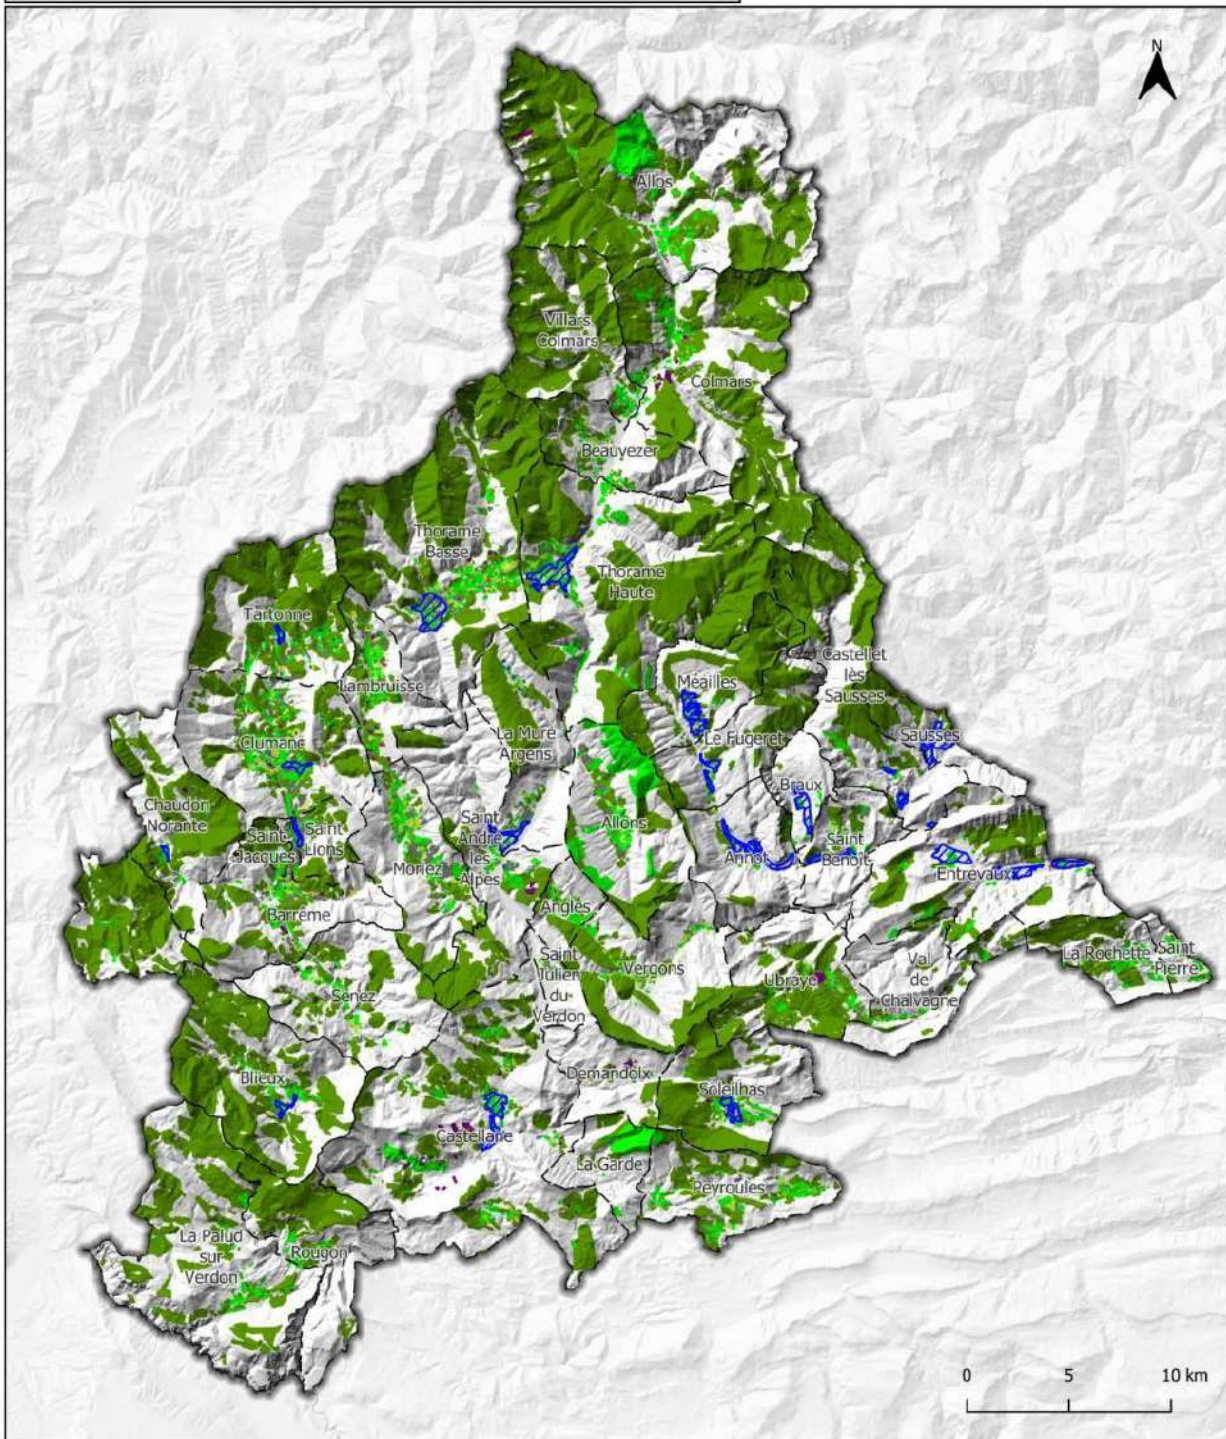 N
Allos
Villars
Colmars
Colmars
Beauvezer
Thorame
Basse
Thorame
Haute
Tartonne
Castellet
lès
Sausses
Méailles
Lambruisse
La Mure
Argens
Le Fugeret
Sausses
Clumanc
Braux
Chaudon
Norante
Saint
Jacques
Saint
Lions
Saint
André
les
Alpes
Allons
Annot
Saint
Benoit
Moriez
Entrevaux
Barrême
Angles
Saint
Julien
du
Verdon
Vergons
Ubraye
Val
de
Chalvagne
La Rochette
Saint
Pierre
Senez
Blieux
Demandolx
Soleilhas
Castellane
La Garde
Peyroules
La Palud
sur
Verdon
Rougon
0 5 10 km